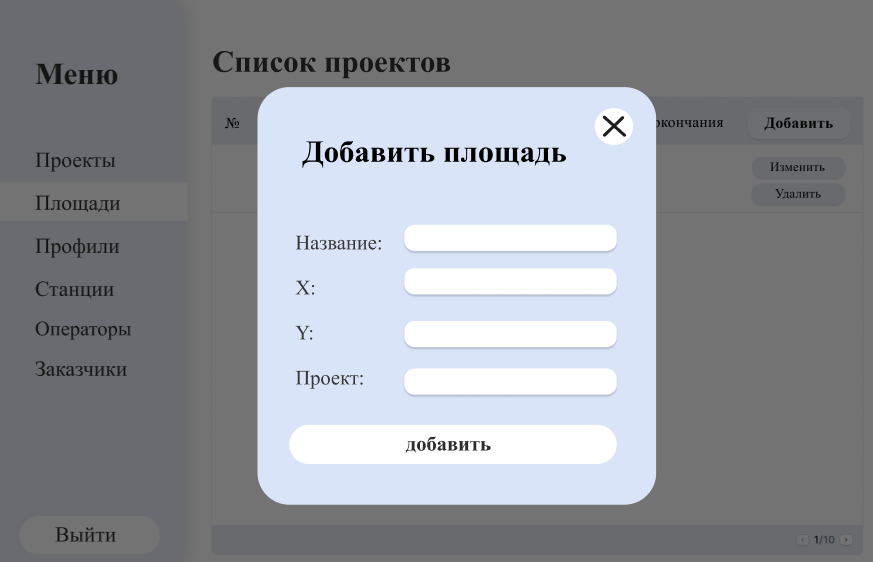 Меню
Проекты
Площади
Профили
Станции
Операторы
Заказчики
Выйти
Список проектов
№
Добавить
Изменить
Удалить
Добавить площадь
Название:
X:
Y:
Проект:
добавить
1/10